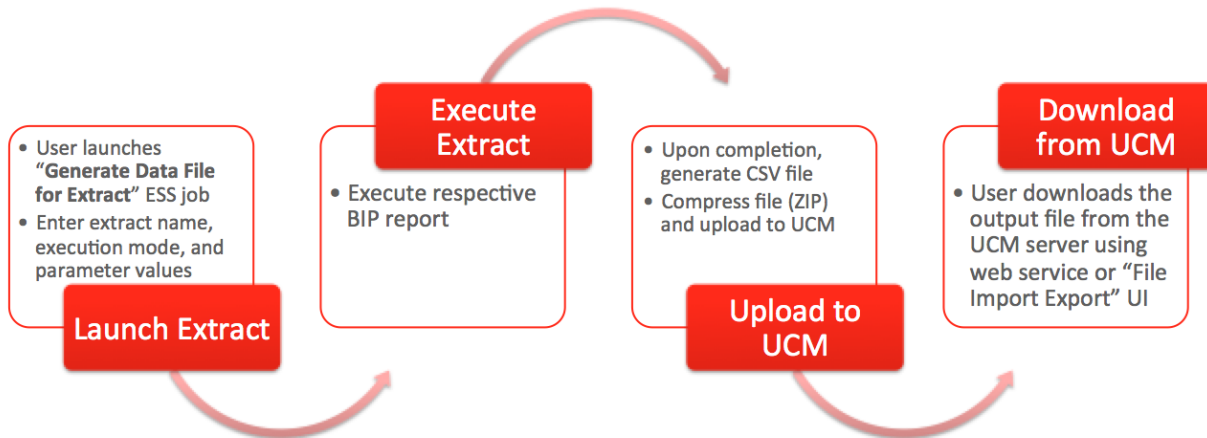 • User launches
“Generate Data File
for Extract” ESS job
• Enter extract name,
execution mode, and
parameter values
Launch Extract
Execute
Extract
• Execute respective
BIP report
• Upon completion,
generate CSV file
• Compress file (ZIP)
and upload to UCM
Upload to
UCM
Download
from UCM
• User downloads the
output file from the
UCM server using
web service or “File
Import Export” UI